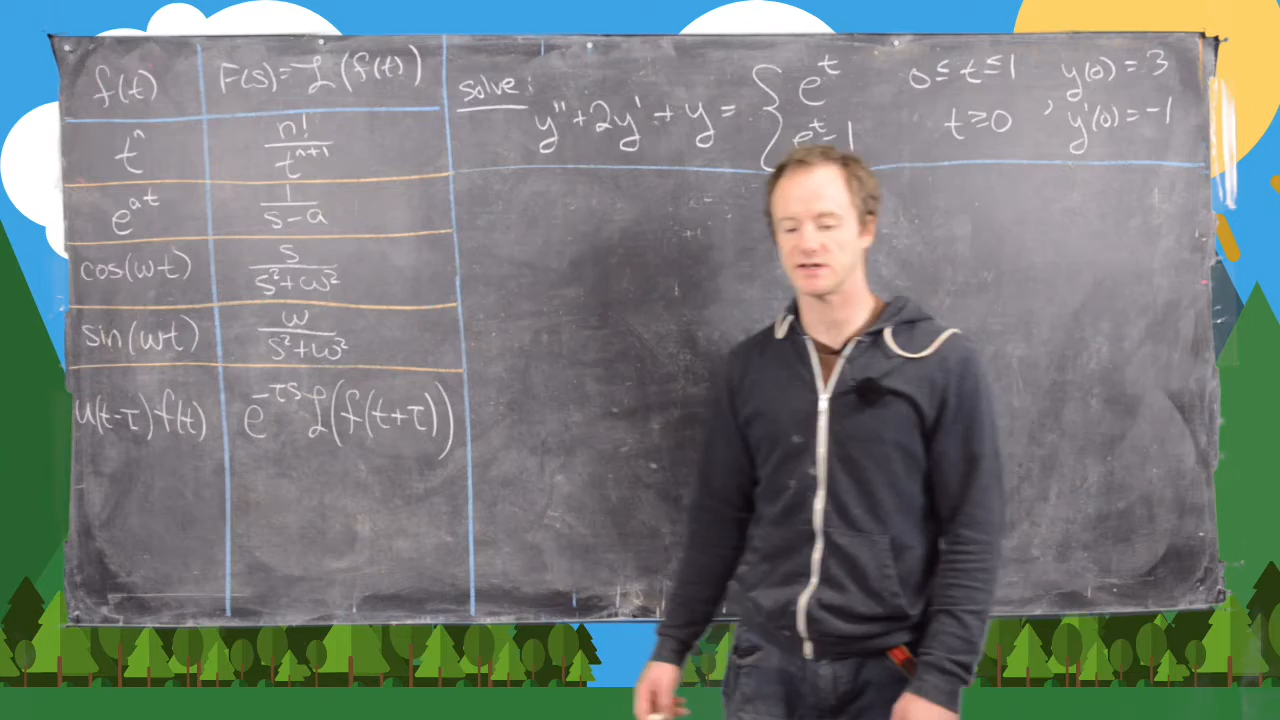 f(t) F(s) = ℒ(f(t))
tⁿ n!/tⁿ⁺¹
e^{at} 1/(s-a)
cos(ωt) s/(s²+ω²)
sin(ωt) ω/(s²+ω²)
u(t-τ)f(t) e^{-τs} ℒ(f(t+τ))
solve:
y'' + 2y' + y = { e^t 0≤t≤1 y(0) = 3
e^t - 1 t≥0 , y'(0) = -1